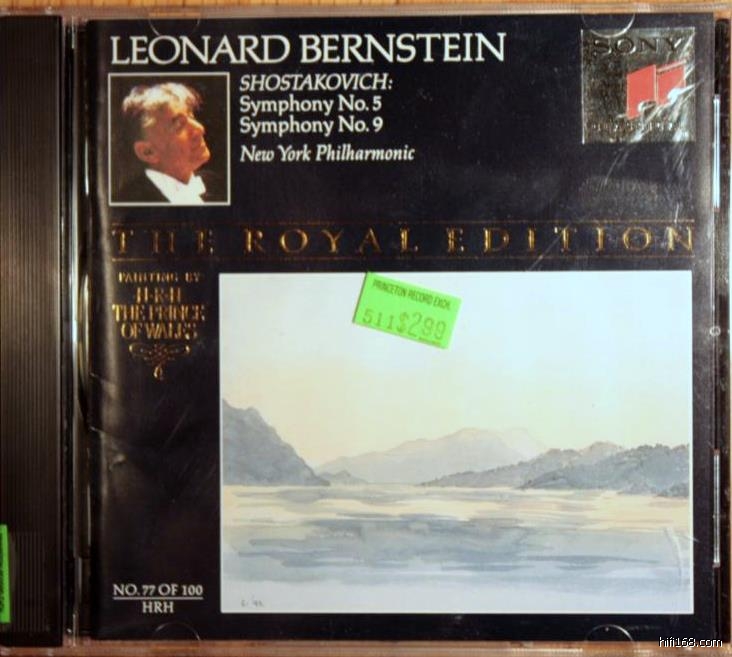 LEONARD BERNSTEIN
SHOSTAKOVICH:
Symphony No. 5
Symphony No. 9
New York Philharmonic
SONY
CLASSICAL
THE ROYAL EDITION
PAINTING BY
H·R·H
THE PRINCE
OF WALES
PRINCETON RECORD EXCH.
511$2.99
NO. 77 OF 100
HRH
hifi168.com